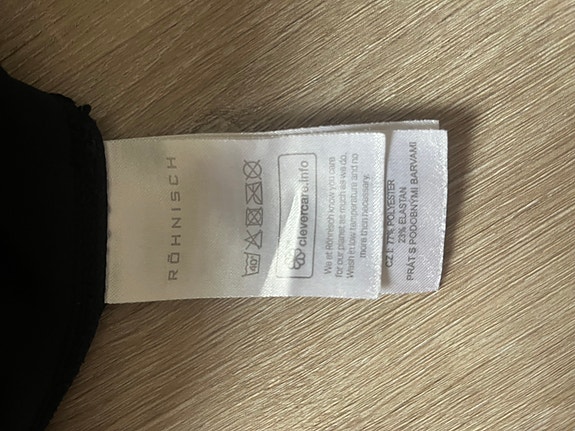 RÖHNISCH
40°
clevercare.info
We at Röhnisch know you care
for our planet as much as we do.
Wash at low temperature and no
more than necessary.
CZ I: 77% POLYESTER
23% ELASTAN
PRÁT S PODOBNÝMI BARVAMI